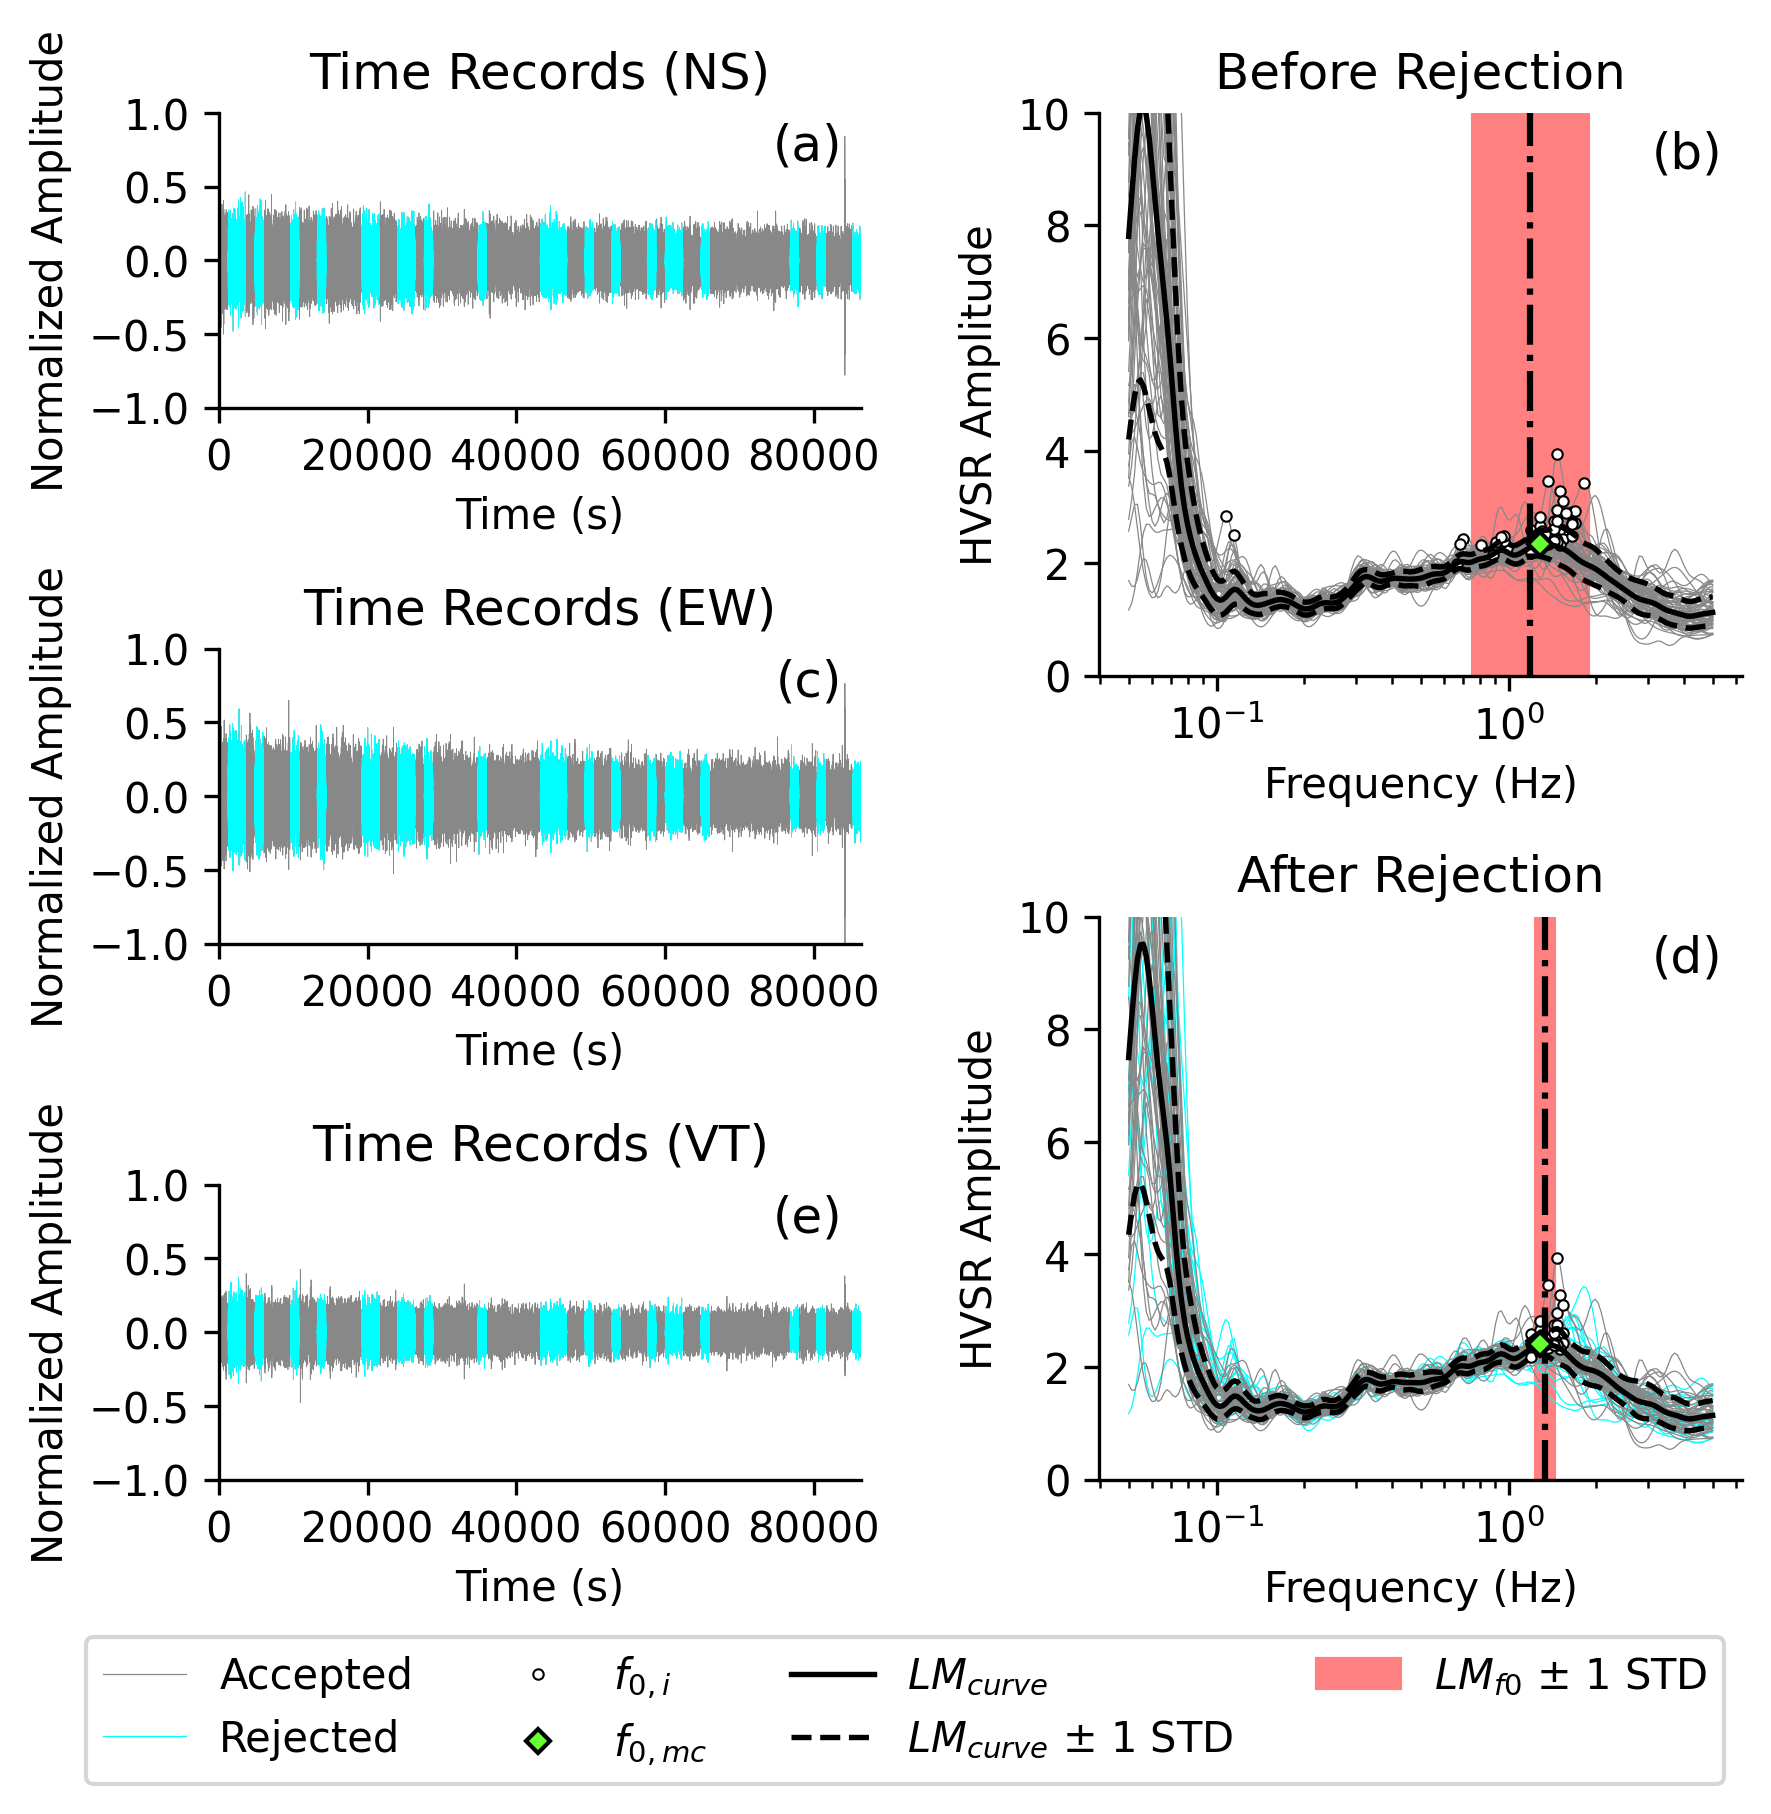 Time Records (NS)
Normalized Amplitude
1.0
0.5
0.0
−0.5
−1.0
(a)
0 20000 40000 60000 80000
Time (s)
Before Rejection
HVSR Amplitude
10
8
6
4
2
0
(b)
10⁻¹ 10⁰
Frequency (Hz)
Time Records (EW)
Normalized Amplitude
1.0
0.5
0.0
−0.5
−1.0
(c)
0 20000 40000 60000 80000
Time (s)
After Rejection
HVSR Amplitude
10
8
6
4
2
0
(d)
10⁻¹ 10⁰
Frequency (Hz)
Time Records (VT)
Normalized Amplitude
1.0
0.5
0.0
−0.5
−1.0
(e)
0 20000 40000 60000 80000
Time (s)
Accepted
Rejected
f0,i
f0,mc
LMcurve
LMcurve ± 1 STD
LMf0 ± 1 STD